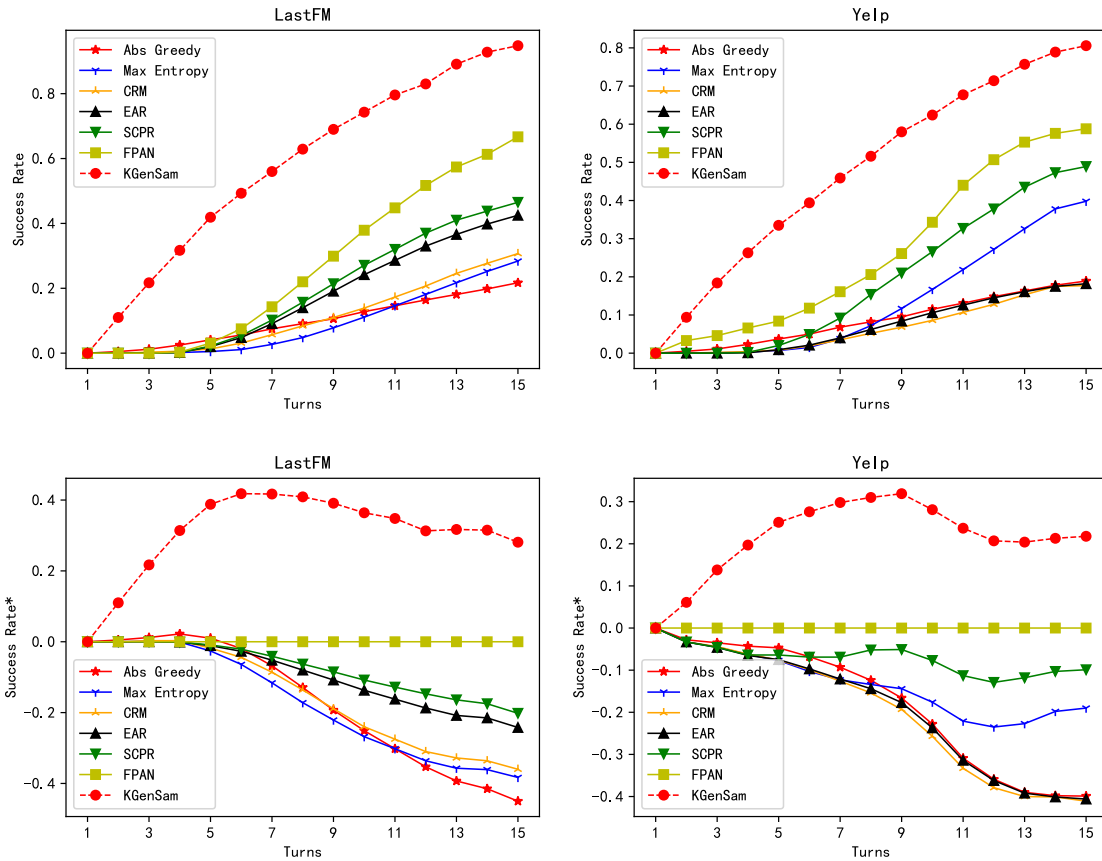 LastFM
Success Rate
0.8
0.6
0.4
0.2
0.0
Abs Greedy
Max Entropy
CRM
EAR
SCPR
FPAN
KGenSam
1 3 5 7 9 11 13 15
Turns
Yelp
Success Rate
0.8
0.7
0.6
0.5
0.4
0.3
0.2
0.1
0.0
Abs Greedy
Max Entropy
CRM
EAR
SCPR
FPAN
KGenSam
1 3 5 7 9 11 13 15
Turns
LastFM
Success Rate*
0.4
0.2
0.0
−0.2
−0.4
Abs Greedy
Max Entropy
CRM
EAR
SCPR
FPAN
KGenSam
1 3 5 7 9 11 13 15
Turns
Yelp
Success Rate*
0.3
0.2
0.1
0.0
−0.1
−0.2
−0.3
−0.4
Abs Greedy
Max Entropy
CRM
EAR
SCPR
FPAN
KGenSam
1 3 5 7 9 11 13 15
Turns